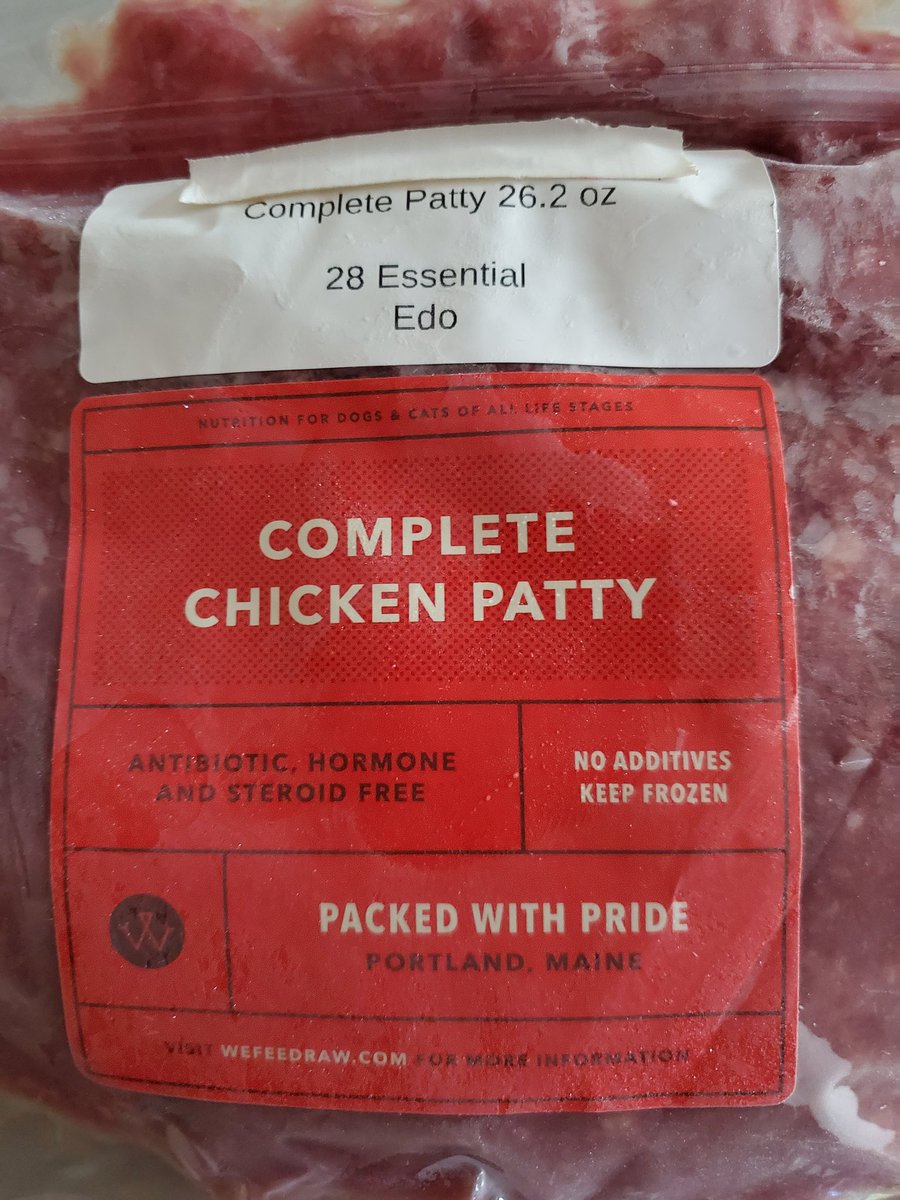 Complete Patty 26.2 oz
28 Essential
Edo
NUTRITION FOR DOGS & CATS OF ALL LIFE STAGES
COMPLETE
CHICKEN PATTY
ANTIBIOTIC, HORMONE
AND STEROID FREE
NO ADDITIVES
KEEP FROZEN
W
PACKED WITH PRIDE
PORTLAND, MAINE
VISIT WEFEEDRAW.COM FOR MORE INFORMATION